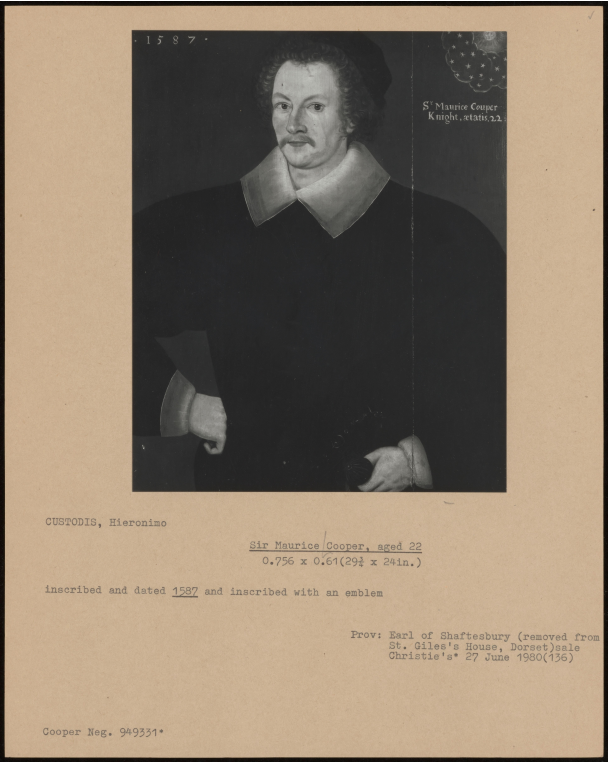 · 1587 ·
Sr Maurice Couper
Knight, ætatis, 22:
CUSTODIS, Hieronimo
Sir Maurice/Cooper, aged 22
0.756 x 0.61(29¾ x 24in.)
inscribed and dated 1587 and inscribed with an emblem
Prov: Earl of Shaftesbury (removed from
St. Giles's House, Dorset)sale
Christie's* 27 June 1980(136)
Cooper Neg. 949331*